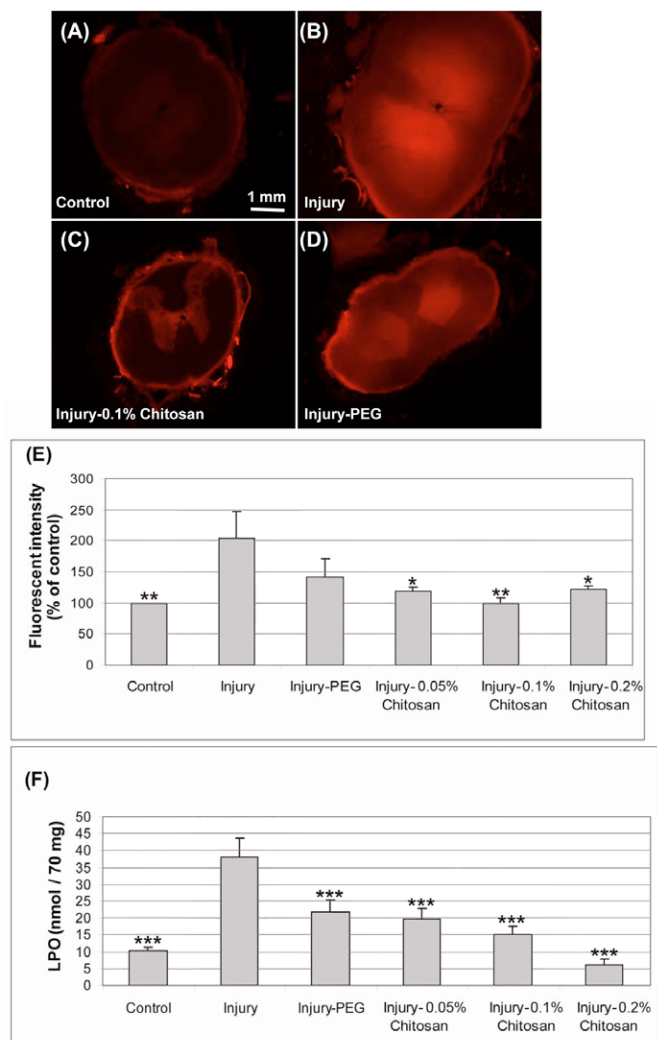 (A)
(B)
Control
1 mm
Injury
(C)
(D)
Injury-0.1% Chitosan
Injury-PEG
(E)
Fluorescent intensity
(% of control)
300
250
200
150
100
50
0
**
*
**
*
Control
Injury
Injury-PEG
Injury- 0.05%
Chitosan
Injury-0.1%
Chitosan
Injury- 0.2%
Chitosan
(F)
LPO (nmol / 70 mg)
50
45
40
35
30
25
20
15
10
5
0
***
***
***
***
***
Control
Injury
Injury-PEG
Injury- 0.05%
Chitosan
Injury-0.1%
Chitosan
Injury-0.2%
Chitosan